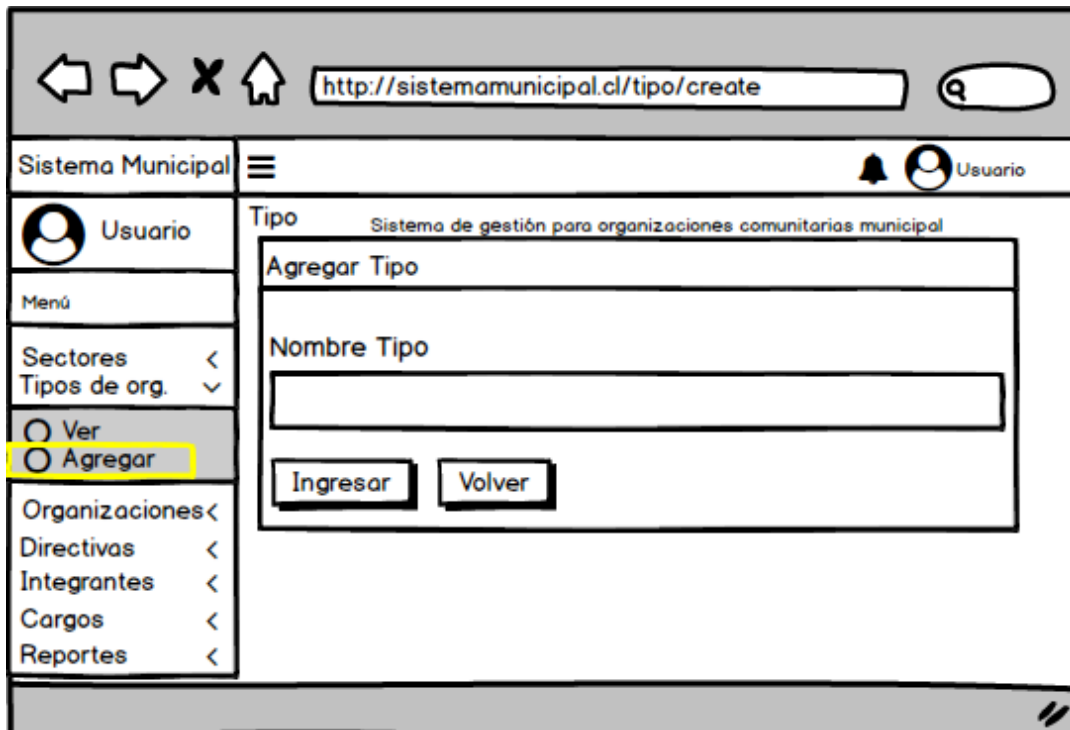 http://sistemamunicipal.cl/tipo/create
Sistema Municipal
Usuario
Usuario
Menú
Sectores
Tipos de org.
Ver
Agregar
Organizaciones
Directivas
Integrantes
Cargos
Reportes
Tipo
Sistema de gestión para organizaciones comunitarias municipal
Agregar Tipo
Nombre Tipo
Ingresar
Volver